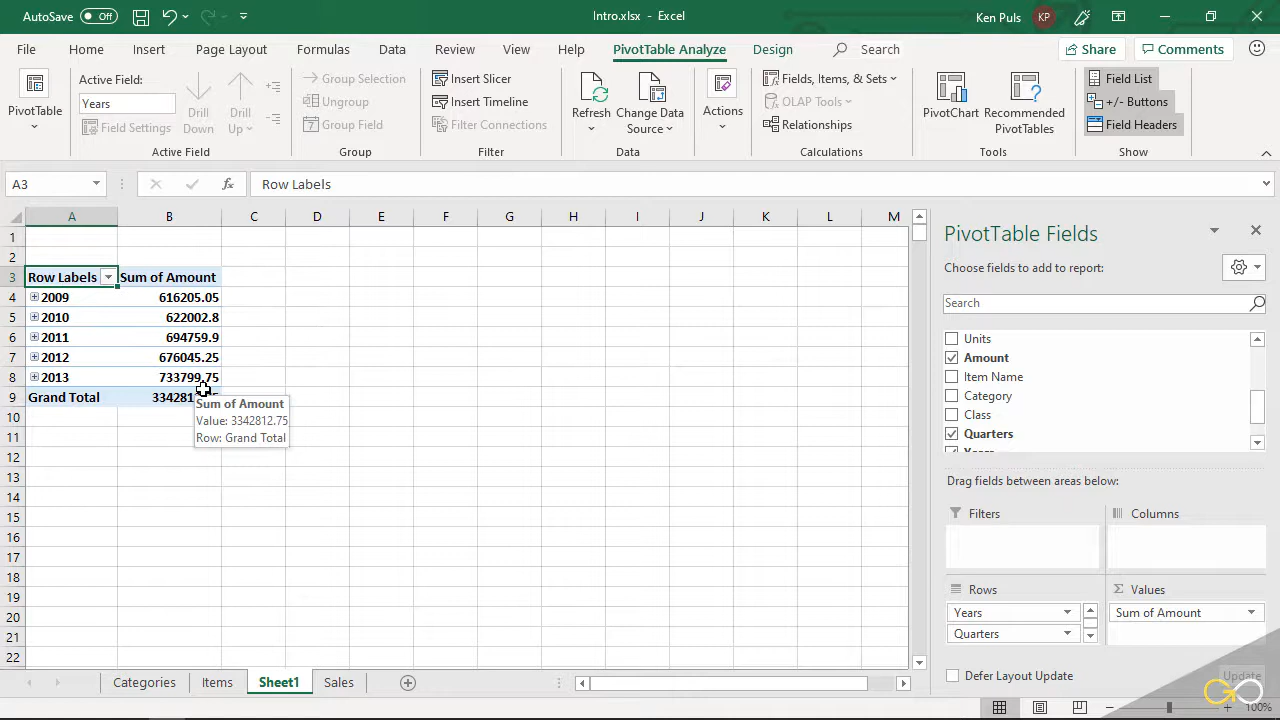 AutoSave Off
Intro.xlsx - Excel
Ken Puls KP
File Home Insert Page Layout Formulas Data Review View Help PivotTable Analyze Design Search Share Comments
PivotTable
Active Field:
Years
Field Settings
Drill Down
Drill Up
Active Field
Group Selection
Ungroup
Group Field
Group
Insert Slicer
Insert Timeline
Filter Connections
Filter
Refresh
Change Data Source
Data
Actions
Fields, Items, & Sets
OLAP Tools
Relationships
Calculations
PivotChart
Recommended PivotTables
Tools
Field List
+/- Buttons
Field Headers
Show
A3
fx
Row Labels
A B C D E F G H I J K L M
1
2
3 Row Labels Sum of Amount
4 2009 616205.05
5 2010 622002.8
6 2011 694759.9
7 2012 676045.25
8 2013 733799.75
9 Grand Total
Sum of Amount
Value: 3342812.75
Row: Grand Total
10
11
12
13
14
15
16
17
18
19
20
21
22
PivotTable Fields
Choose fields to add to report:
Search
Units
Amount
Item Name
Category
Class
Quarters
Years
Drag fields between areas below:
Filters
Columns
Rows
Σ Values
Years
Quarters
Sum of Amount
Defer Layout Update
Update
Categories Items Sheet1 Sales
100%